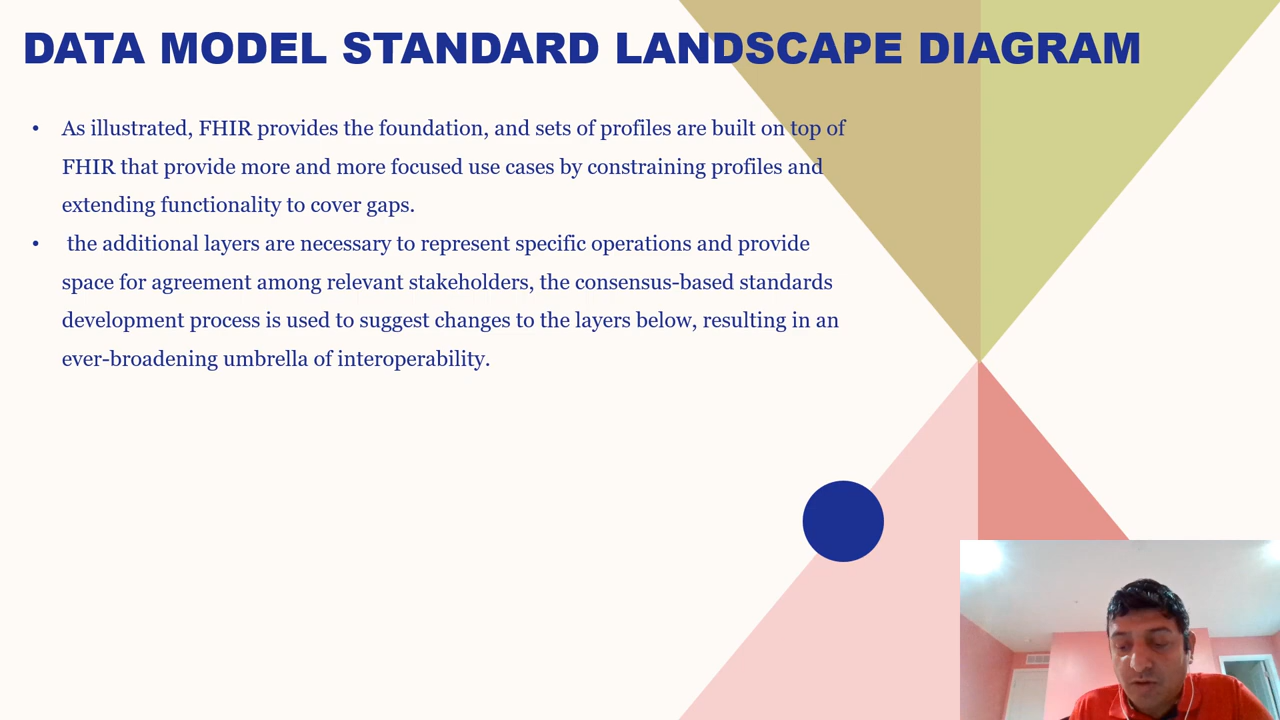 DATA MODEL STANDARD LANDSCAPE DIAGRAM
• As illustrated, FHIR provides the foundation, and sets of profiles are built on top of
FHIR that provide more and more focused use cases by constraining profiles and
extending functionality to cover gaps.
• the additional layers are necessary to represent specific operations and provide
space for agreement among relevant stakeholders, the consensus-based standards
development process is used to suggest changes to the layers below, resulting in an
ever-broadening umbrella of interoperability.